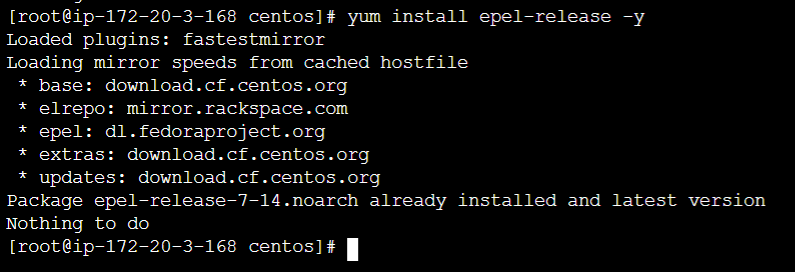 [root@ip-172-20-3-168 centos]# yum install epel-release -y
Loaded plugins: fastestmirror
Loading mirror speeds from cached hostfile
 * base: download.cf.centos.org
 * elrepo: mirror.rackspace.com
 * epel: dl.fedoraproject.org
 * extras: download.cf.centos.org
 * updates: download.cf.centos.org
Package epel-release-7-14.noarch already installed and latest version
Nothing to do
[root@ip-172-20-3-168 centos]#